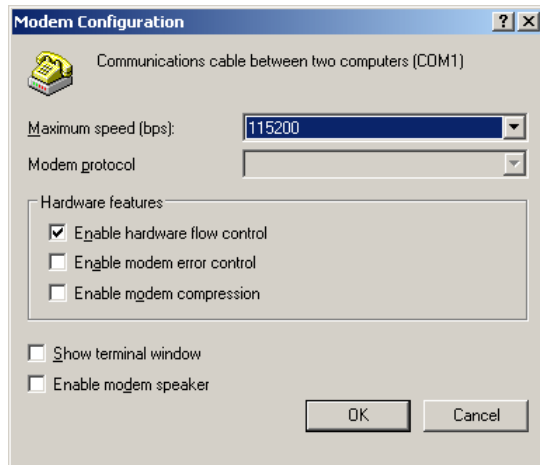 Modem Configuration
Communications cable between two computers (COM1)
Maximum speed (bps): 115200
Modem protocol
Hardware features
Enable hardware flow control
Enable modem error control
Enable modem compression
Show terminal window
Enable modem speaker
OK Cancel